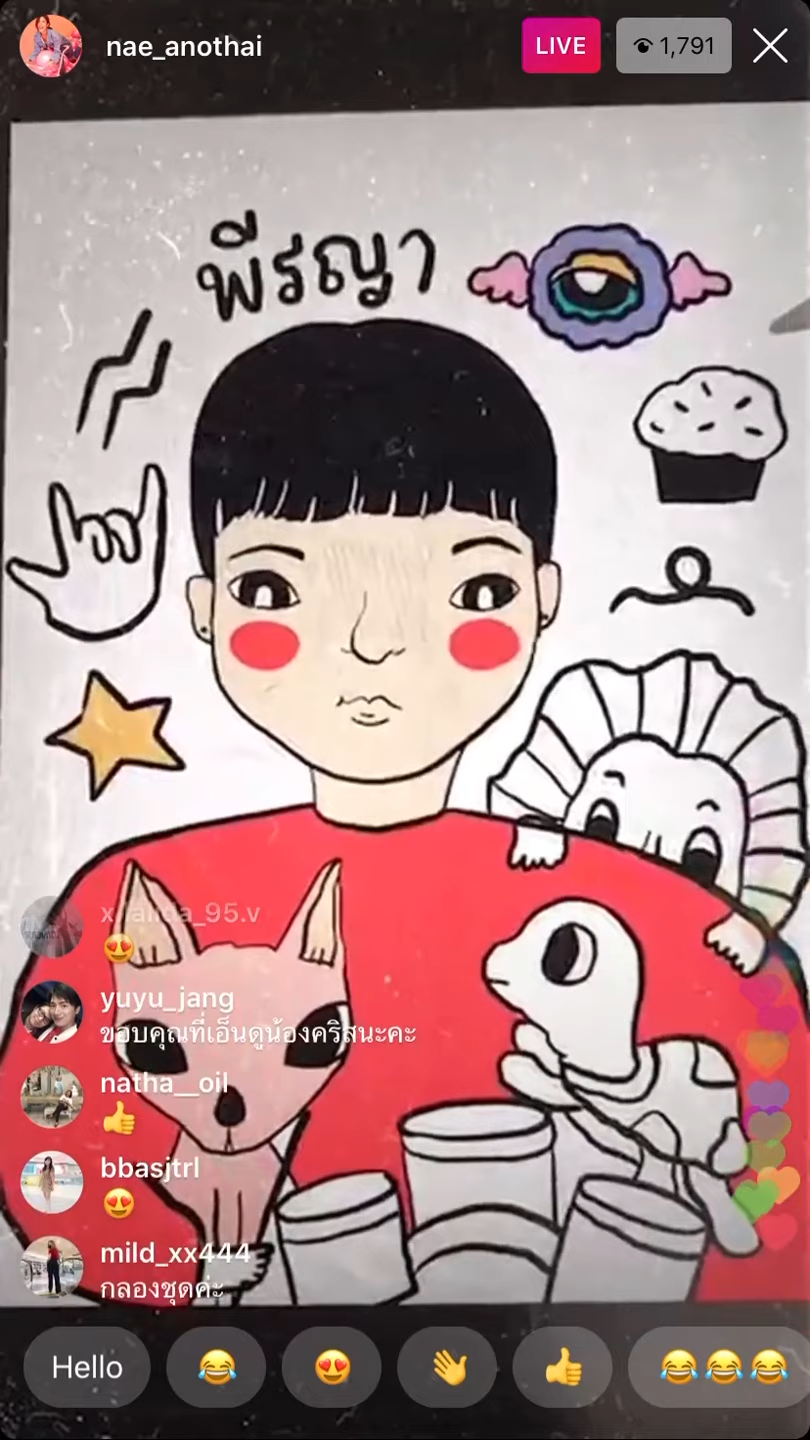 nae_anothai
LIVE
1,791
พีรญา
yuyu_jang
ขอบคุณที่เอ็นดูน้องคริสนะคะ
natha__oil
bbasjtrl
mild_xx444
กลองชุดค่ะ
Hello